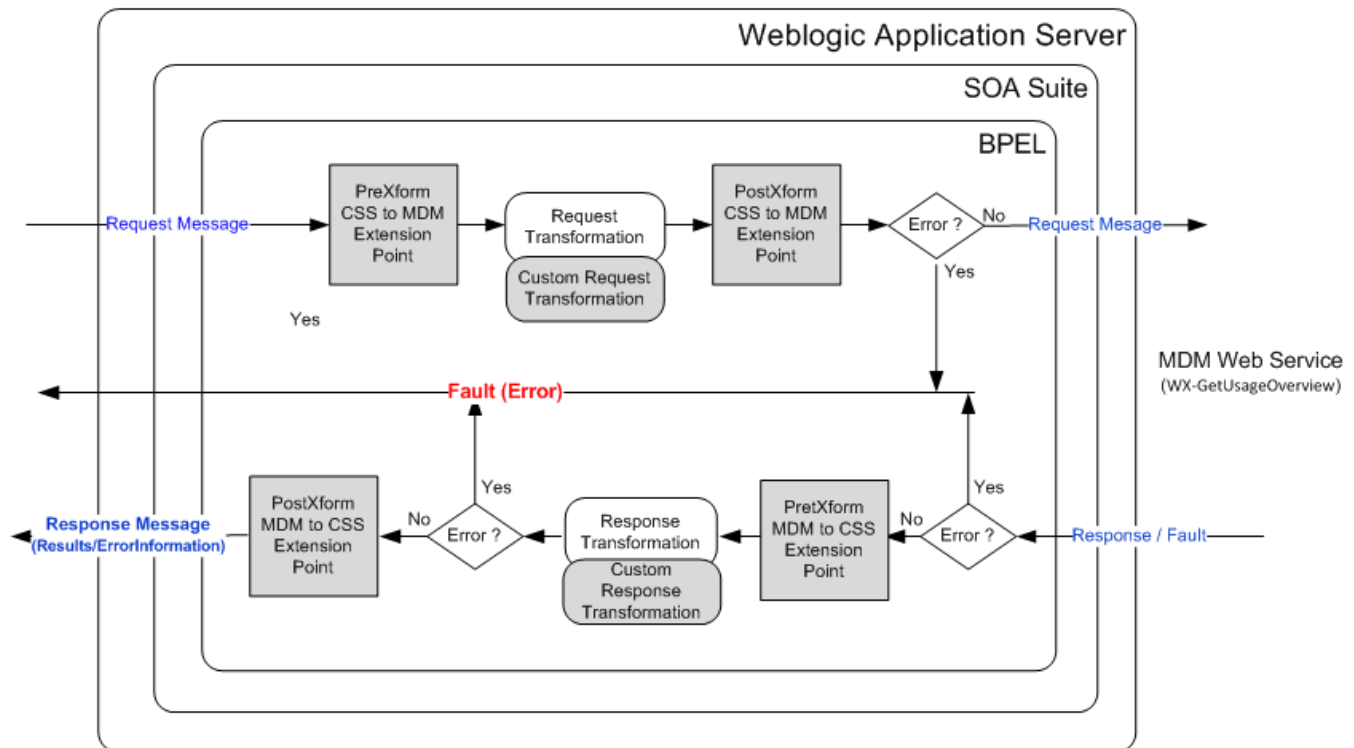 Weblogic Application Server
SOA Suite
BPEL
Request Message
PreXform
CSS to MDM
Extension
Point
Request
Transformation
Custom Request
Transformation
PostXform
CSS to MDM
Extension
Point
Error ?
No
Request Mesage
Yes
Yes
MDM Web Service
(WX-GetUsageOverview)
Fault (Error)
Response Message
(Results/ErrorInformation)
PostXform
MDM to CSS
Extension
Point
No
Yes
Error ?
Response
Transformation
Custom
Response
Transformation
PretXform
MDM to CSS
Extension
Point
No
Yes
Error ?
Response / Fault